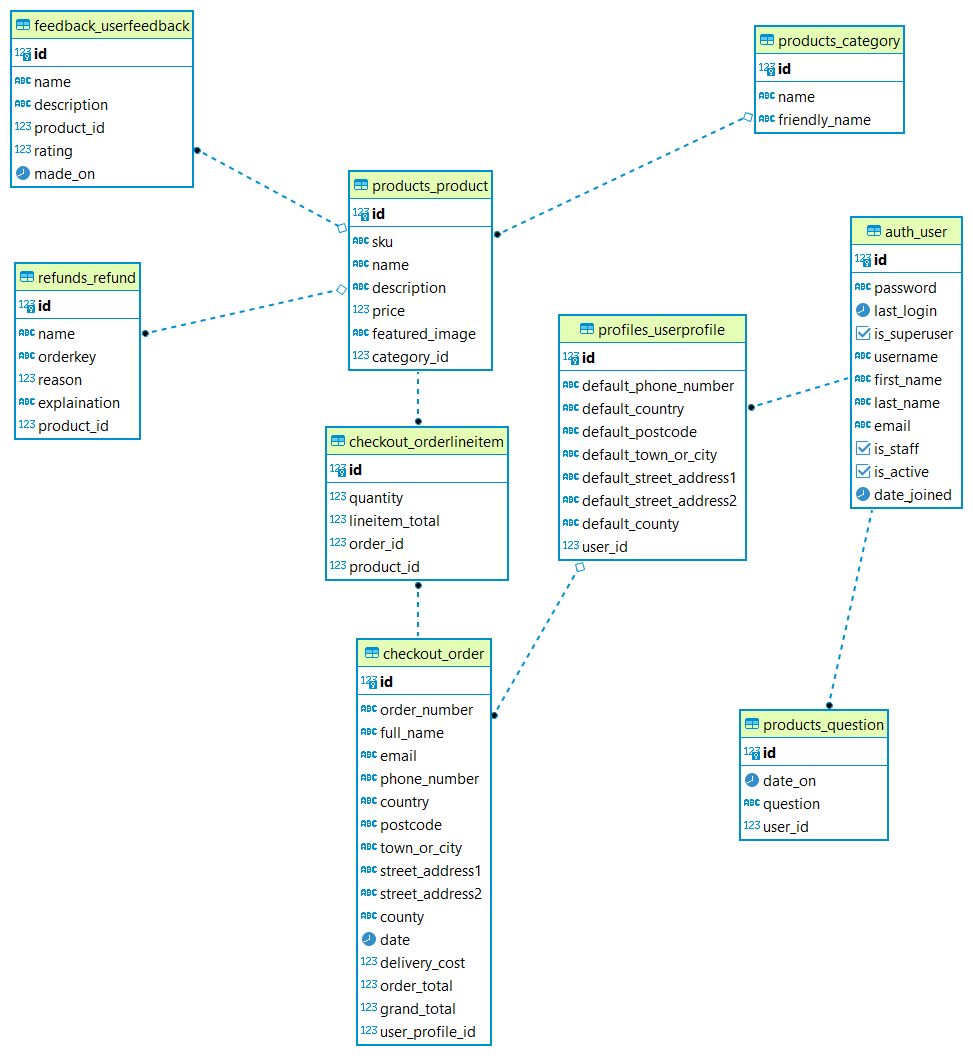 feedback_userfeedback
123 id
ABC name
ABC description
123 product_id
123 rating
made_on
products_category
123 id
ABC name
ABC friendly_name
products_product
123 id
ABC sku
ABC name
ABC description
123 price
ABC featured_image
123 category_id
auth_user
123 id
ABC password
last_login
is_superuser
ABC username
ABC first_name
ABC last_name
ABC email
is_staff
is_active
date_joined
refunds_refund
123 id
ABC name
ABC orderkey
123 reason
ABC explaination
123 product_id
profiles_userprofile
123 id
ABC default_phone_number
ABC default_country
ABC default_postcode
ABC default_town_or_city
ABC default_street_address1
ABC default_street_address2
ABC default_county
123 user_id
checkout_orderlineitem
123 id
123 quantity
123 lineitem_total
123 order_id
123 product_id
checkout_order
123 id
ABC order_number
ABC full_name
ABC email
ABC phone_number
ABC country
ABC postcode
ABC town_or_city
ABC street_address1
ABC street_address2
ABC county
date
123 delivery_cost
123 order_total
123 grand_total
123 user_profile_id
products_question
123 id
date_on
ABC question
123 user_id